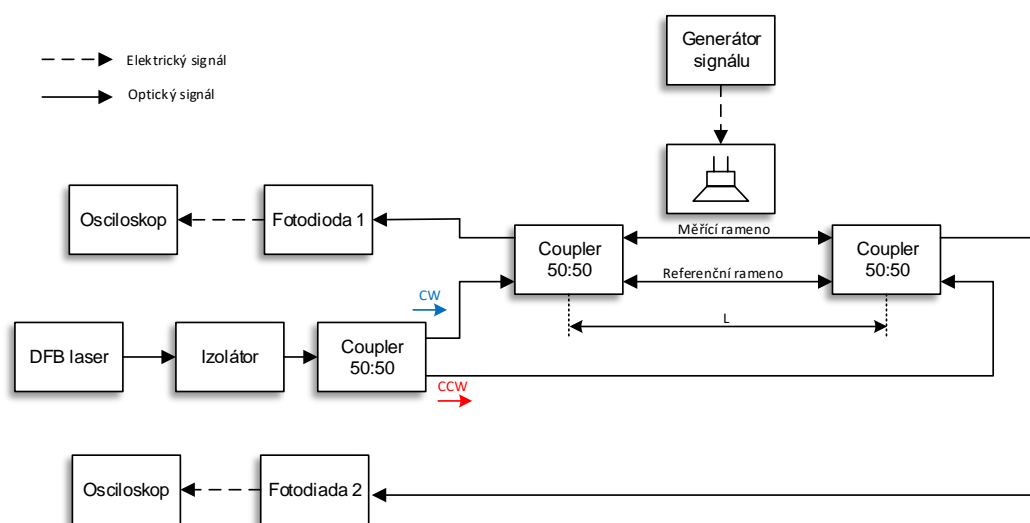 Generátor
signálu
Elektrický signál
Optický signál
Osciloskop
Fotodioda 1
Měřící rameno
Coupler
50:50
Coupler
50:50
Referenční rameno
CW
L
DFB laser
Izolátor
Coupler
50:50
CCW
Osciloskop
Fotodiada 2